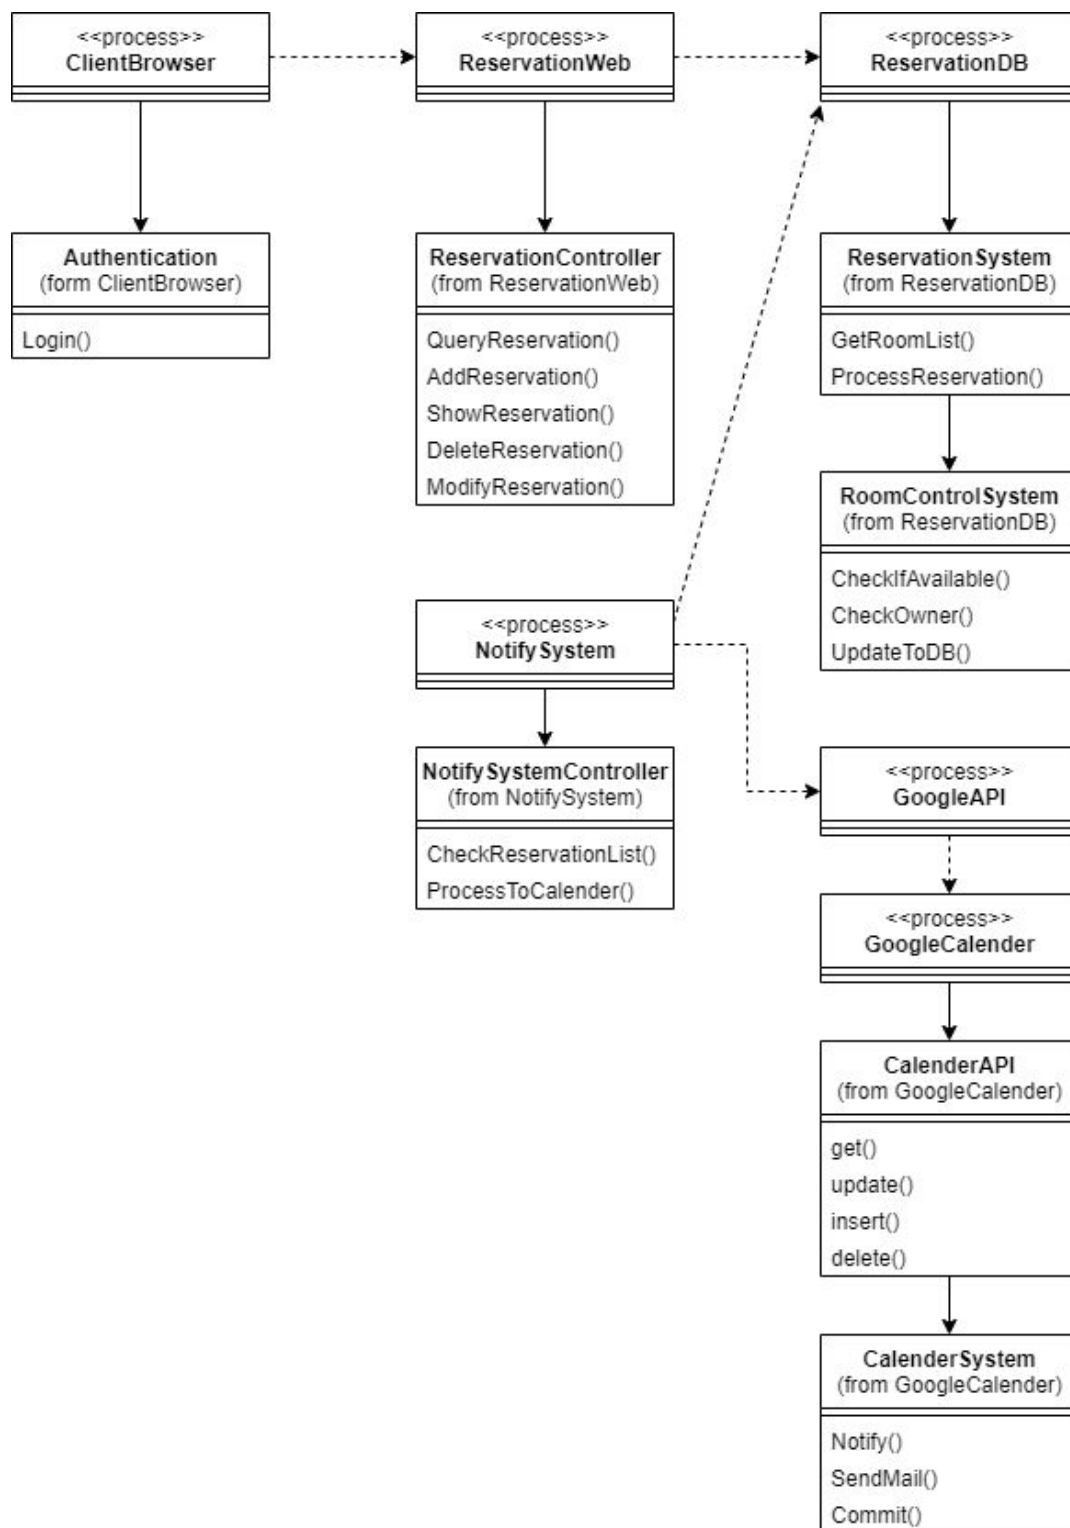 <<process>>
ClientBrowser
<<process>>
ReservationWeb
<<process>>
ReservationDB
Authentication
(form ClientBrowser)
Login()
ReservationController
(from ReservationWeb)
QueryReservation()
AddReservation()
ShowReservation()
DeleteReservation()
ModifyReservation()
ReservationSystem
(from ReservationDB)
GetRoomList()
ProcessReservation()
RoomControlSystem
(from ReservationDB)
CheckIfAvailable()
CheckOwner()
UpdateToDB()
<<process>>
NotifySystem
NotifySystemController
(from NotifySystem)
CheckReservationList()
ProcessToCalender()
<<process>>
GoogleAPI
<<process>>
GoogleCalender
CalenderAPI
(from GoogleCalender)
get()
update()
insert()
delete()
CalenderSystem
(from GoogleCalender)
Notify()
SendMail()
Commit()